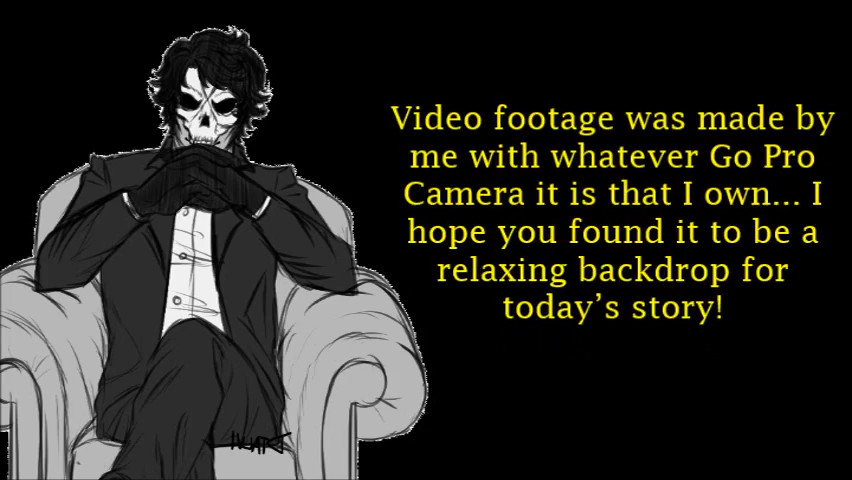 Video footage was made by
me with whatever Go Pro
Camera it is that I own... I
hope you found it to be a
relaxing backdrop for
today’s story!